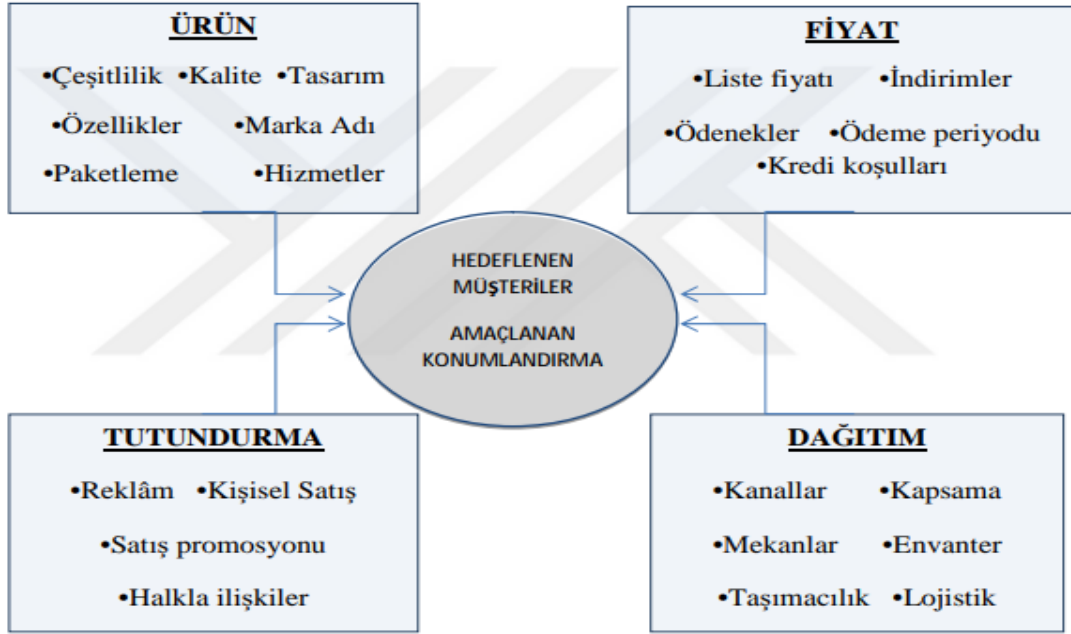 ÜRÜN
•Çeşitlilik •Kalite •Tasarım
•Özellikler •Marka Adı
•Paketleme •Hizmetler
FİYAT
•Liste fiyatı •İndirimler
•Ödenekler •Ödeme periyodu
•Kredi koşulları
HEDEFLENEN
MÜŞTERİLER
AMAÇLANAN
KONUMLANDIRMA
TUTUNDURMA
•Reklâm •Kişisel Satış
•Satış promosyonu
•Halkla ilişkiler
DAĞITIM
•Kanallar •Kapsama
•Mekanlar •Envanter
•Taşımacılık •Lojistik